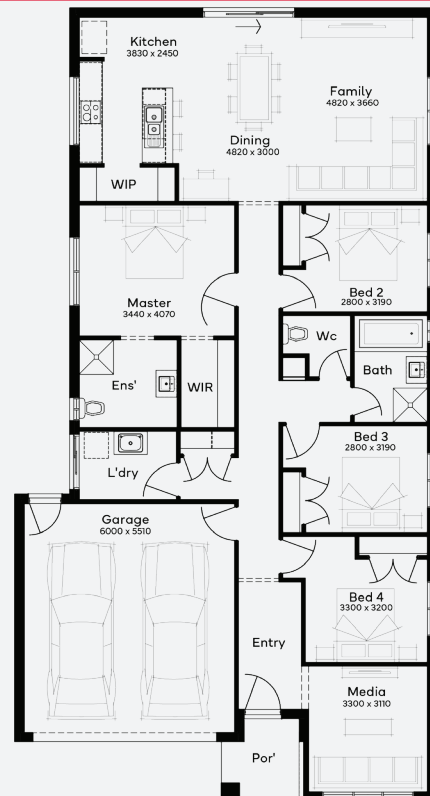 Kitchen
3830 x 2450
Family
4820 x 3660
Dining
4820 x 3000
WIP
Master
3440 x 4070
Bed 2
2800 x 3190
Wc
Bath
Ens'
WIR
L'dry
Bed 3
2800 x 3190
Garage
6000 x 5510
Bed 4
3300 x 3200
Entry
Media
3300 x 3110
Por'